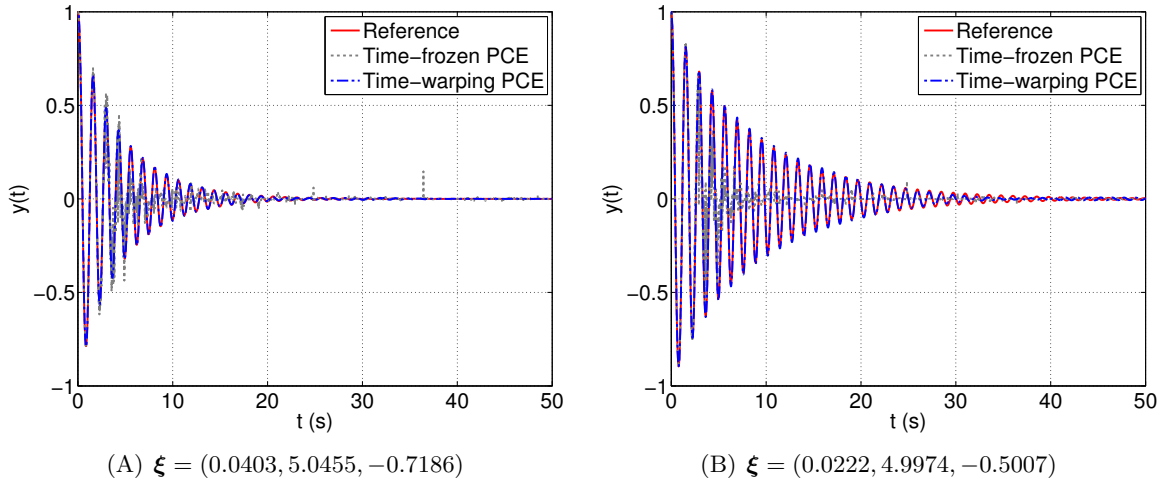 1
0.5
0
−0.5
−1
0
10
20
30
40
50
y(t)
t (s)
Reference
Time−frozen PCE
Time−warping PCE
(A) ξ = (0.0403, 5.0455, −0.7186)
1
0.5
0
−0.5
−1
0
10
20
30
40
50
y(t)
t (s)
Reference
Time−frozen PCE
Time−warping PCE
(B) ξ = (0.0222, 4.9974, −0.5007)